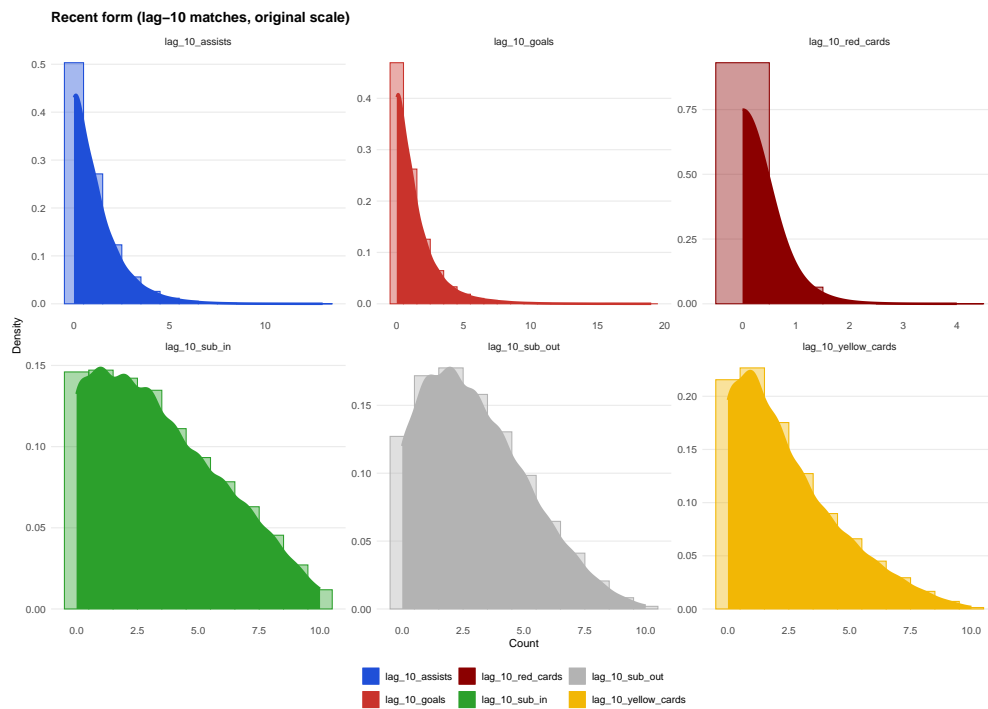 Recent form (lag−10 matches, original scale)
lag_10_assists lag_10_goals lag_10_red_cards
0.5
0.4
0.3
0.2
0.1
0.0
0 5 10
0.4
0.3
0.2
0.1
0.0
0 5 10 15 20
0.75
0.50
0.25
0.00
0 1 2 3 4
Density
lag_10_sub_in lag_10_sub_out lag_10_yellow_cards
0.15
0.10
0.05
0.00
0.0 2.5 5.0 7.5 10.0
0.15
0.10
0.05
0.00
0.0 2.5 5.0 7.5 10.0
0.20
0.15
0.10
0.05
0.00
0.0 2.5 5.0 7.5 10.0
Count
lag_10_assists lag_10_red_cards lag_10_sub_out
lag_10_goals lag_10_sub_in lag_10_yellow_cards